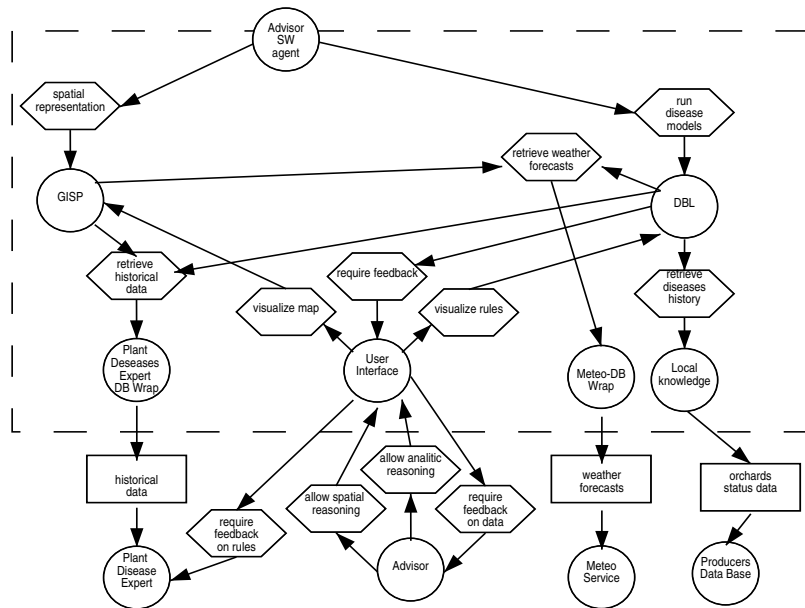 Advisor
SW
agent
spatial
representation
run
disease
models
retrieve weather
forecasts
GISP
DBL
retrieve
historical
data
require feedback
retrieve
diseases
history
visualize map
visualize rules
Plant
Deseases
Expert
DB Wrap
User
Interface
Meteo-DB
Wrap
Local
knowledge
historical
data
allow analitic
reasoning
weather
forecasts
orchards
status data
allow spatial
reasoning
require
feedback
on data
require
feedback
on rules
Plant
Disease
Expert
Advisor
Meteo
Service
Producers
Data Base